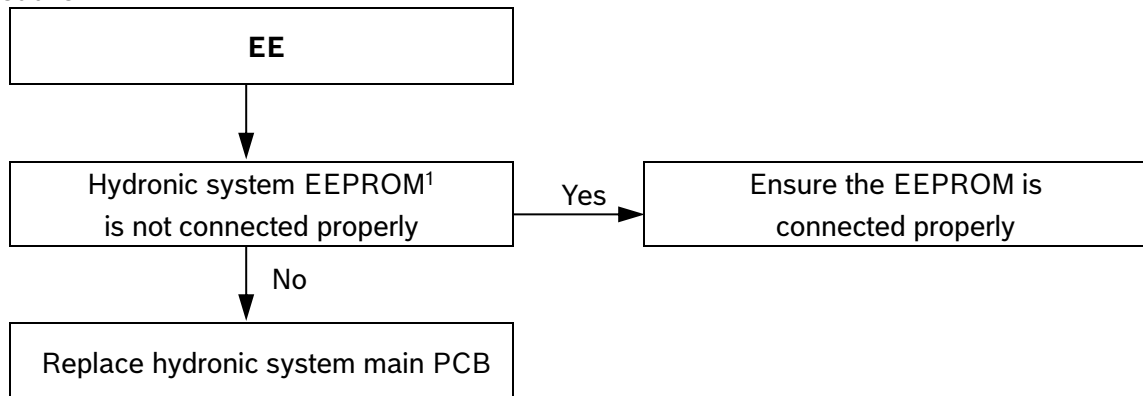 EE
Hydronic system EEPROM¹
is not connected properly
Yes
Ensure the EEPROM is
connected properly
No
Replace hydronic system main PCB